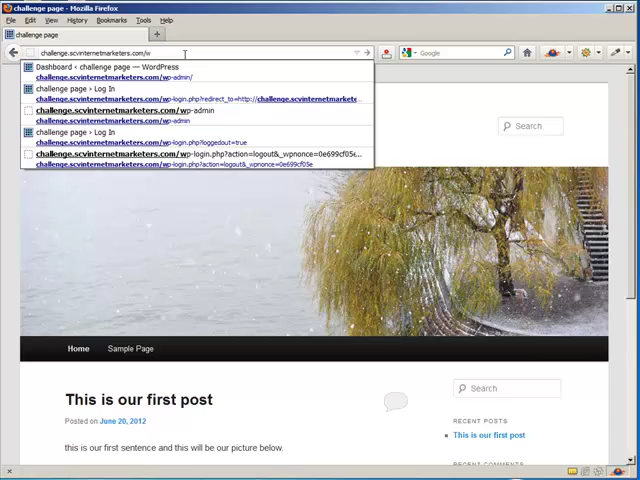 challenge page - Mozilla Firefox
File Edit View History Bookmarks Tools Help
challenge page
challenge.scvinternetmarketers.com/w
Google
Dashboard < challenge page — WordPress
challenge.scvinternetmarketers.com/wp-admin/
challenge page › Log In
wp-login.php?redirect_to=http://challenge.scvinternetmarkete...
challenge.scvinternetmarketers.com/wp-admin
challenge.scvinternetmarketers.com/wp-admin
challenge page › Log In
challenge.scvinternetmarketers.com/wp-login.php?loggedout=true
challenge.scvinternetmarketers.com/wp-login.php?action=logout&_wpnonce=0e699cf05e...
challenge.scvinternetmarketers.com/wp-login.php?action=logout&_wpnonce=0e699cf05e
Search
Home Sample Page
This is our first post
Posted on June 20, 2012
this is our first sentence and this will be our picture below.
Search
RECENT POSTS
This is our first post
RECENT COMMENTS